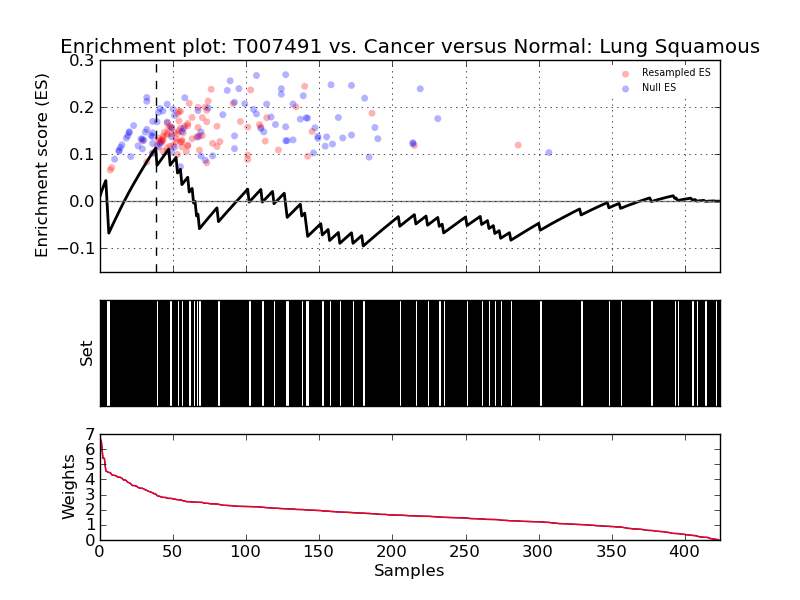 Enrichment plot: T007491 vs. Cancer versus Normal: Lung Squamous
Enrichment score (ES)
0.3
0.2
0.1
0.0
−0.1
Resampled ES
Null ES
Set
Weights
7
6
5
4
3
2
1
0
0 50 100 150 200 250 300 350 400
Samples